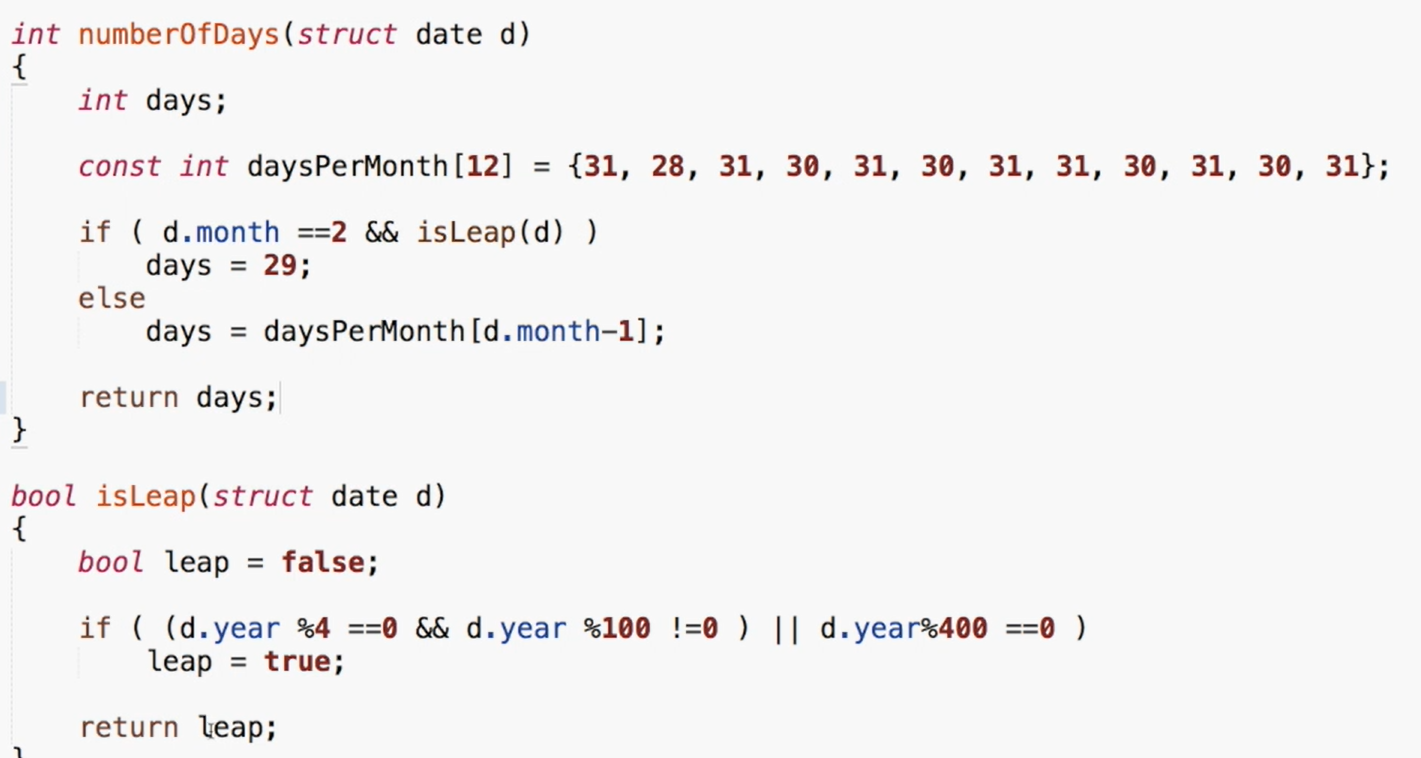 int numberOfDays(struct date d)
{
    int days;
    const int daysPerMonth[12] = {31, 28, 31, 30, 31, 30, 31, 31, 30, 31, 30, 31};
    if ( d.month ==2 && isLeap(d) )
        days = 29;
    else
        days = daysPerMonth[d.month-1];
    return days;
}
bool isLeap(struct date d)
{
    bool leap = false;
    if ( (d.year %4 ==0 && d.year %100 !=0 ) || d.year%400 ==0 )
        leap = true;
    return leap;
}